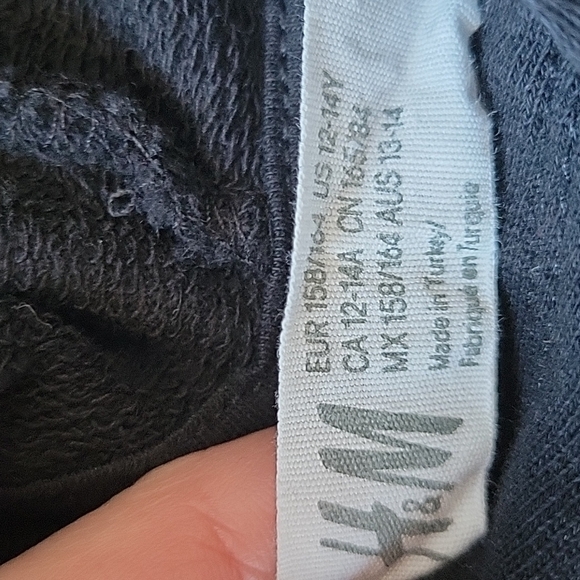 EUR 158/164 US 12-14Y
CA 12-14A CN 165/84
MX 158/164 AUS 13-14
Made in Turkey/
Fabriqué en Turquie
H&M